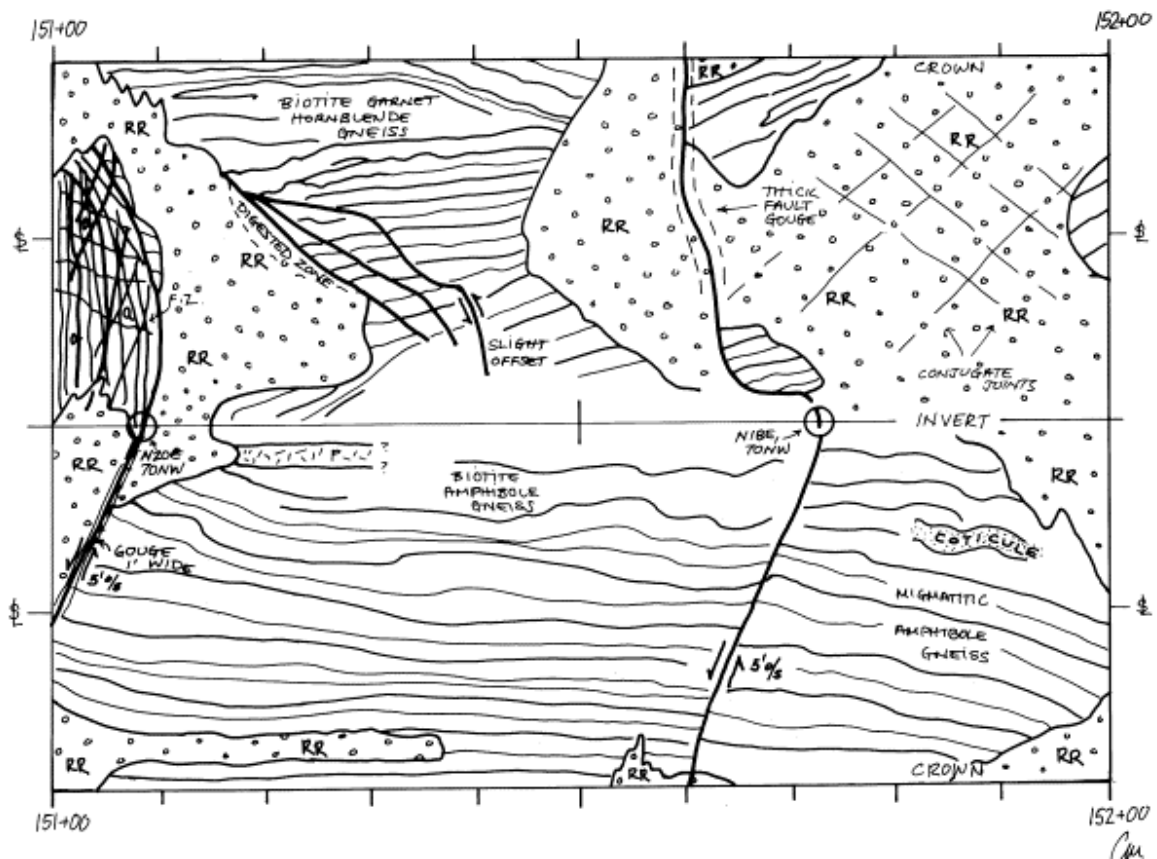 151+00
152+00
CROWN
RR
BIOTITE GARNET
HORNBLENDE
GNEISS
RR
RR
THICK
FAULT
GOUGE
DIGESTED ZONE
RR
RR
F.Z.
RR
RR
RR
SLIGHT
OFFSET
CONJUGATE
JOINTS
INVERT
N20E
70NW
N18E,
70NW
RR
RR
BIOTITE
AMPHIBOLE
GNEISS
COTICULE
GOUGE
1' WIDE
5' o/s
MIGMATITIC
AMPHIBOLE
GNEISS
3' o/s
RR
RR
RR
RR
CROWN
151+00
152+00